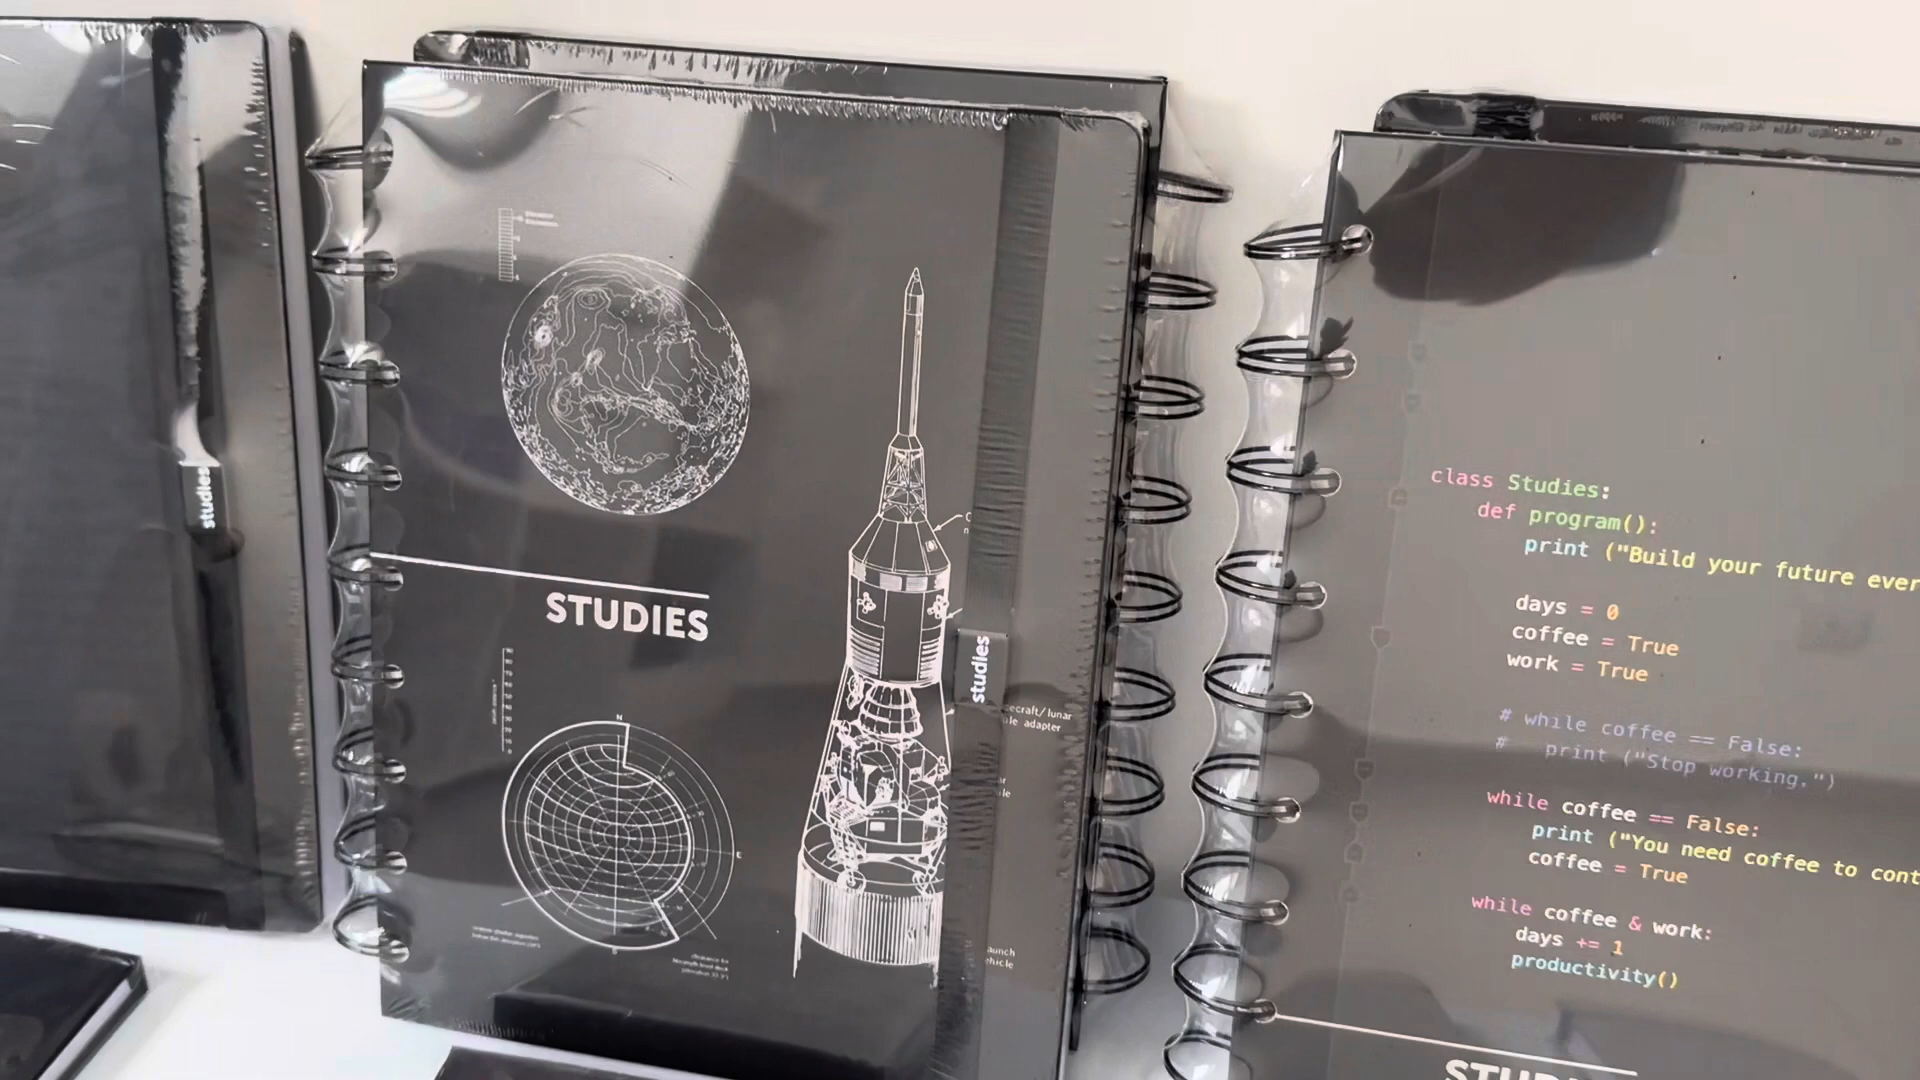 studies
STUDIES
N
E
studies
ecraft/lunar
le adapter
aunch
ehicle
class Studies:
def program():
print ("Build your future ever
days = 0
coffee = True
work = True
# while coffee == False:
# print ("Stop working.")
while coffee == False:
print ("You need coffee to cont
coffee = True
while coffee & work:
days += 1
productivity()